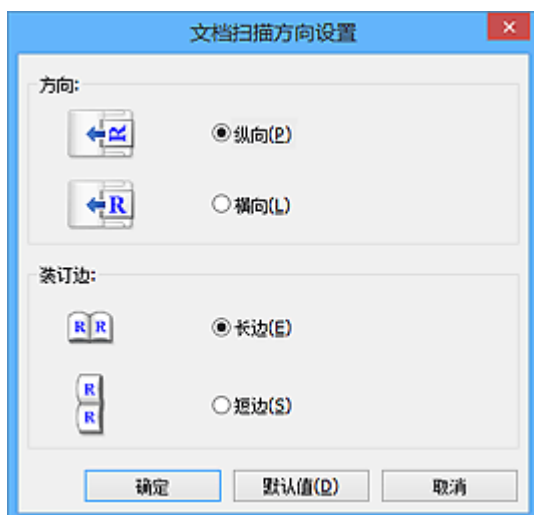 文档扫描方向设置
方向:
R
纵向(P)
R
横向(L)
装订边:
R R
长边(E)
R
R
短边(S)
确定 默认值(D) 取消